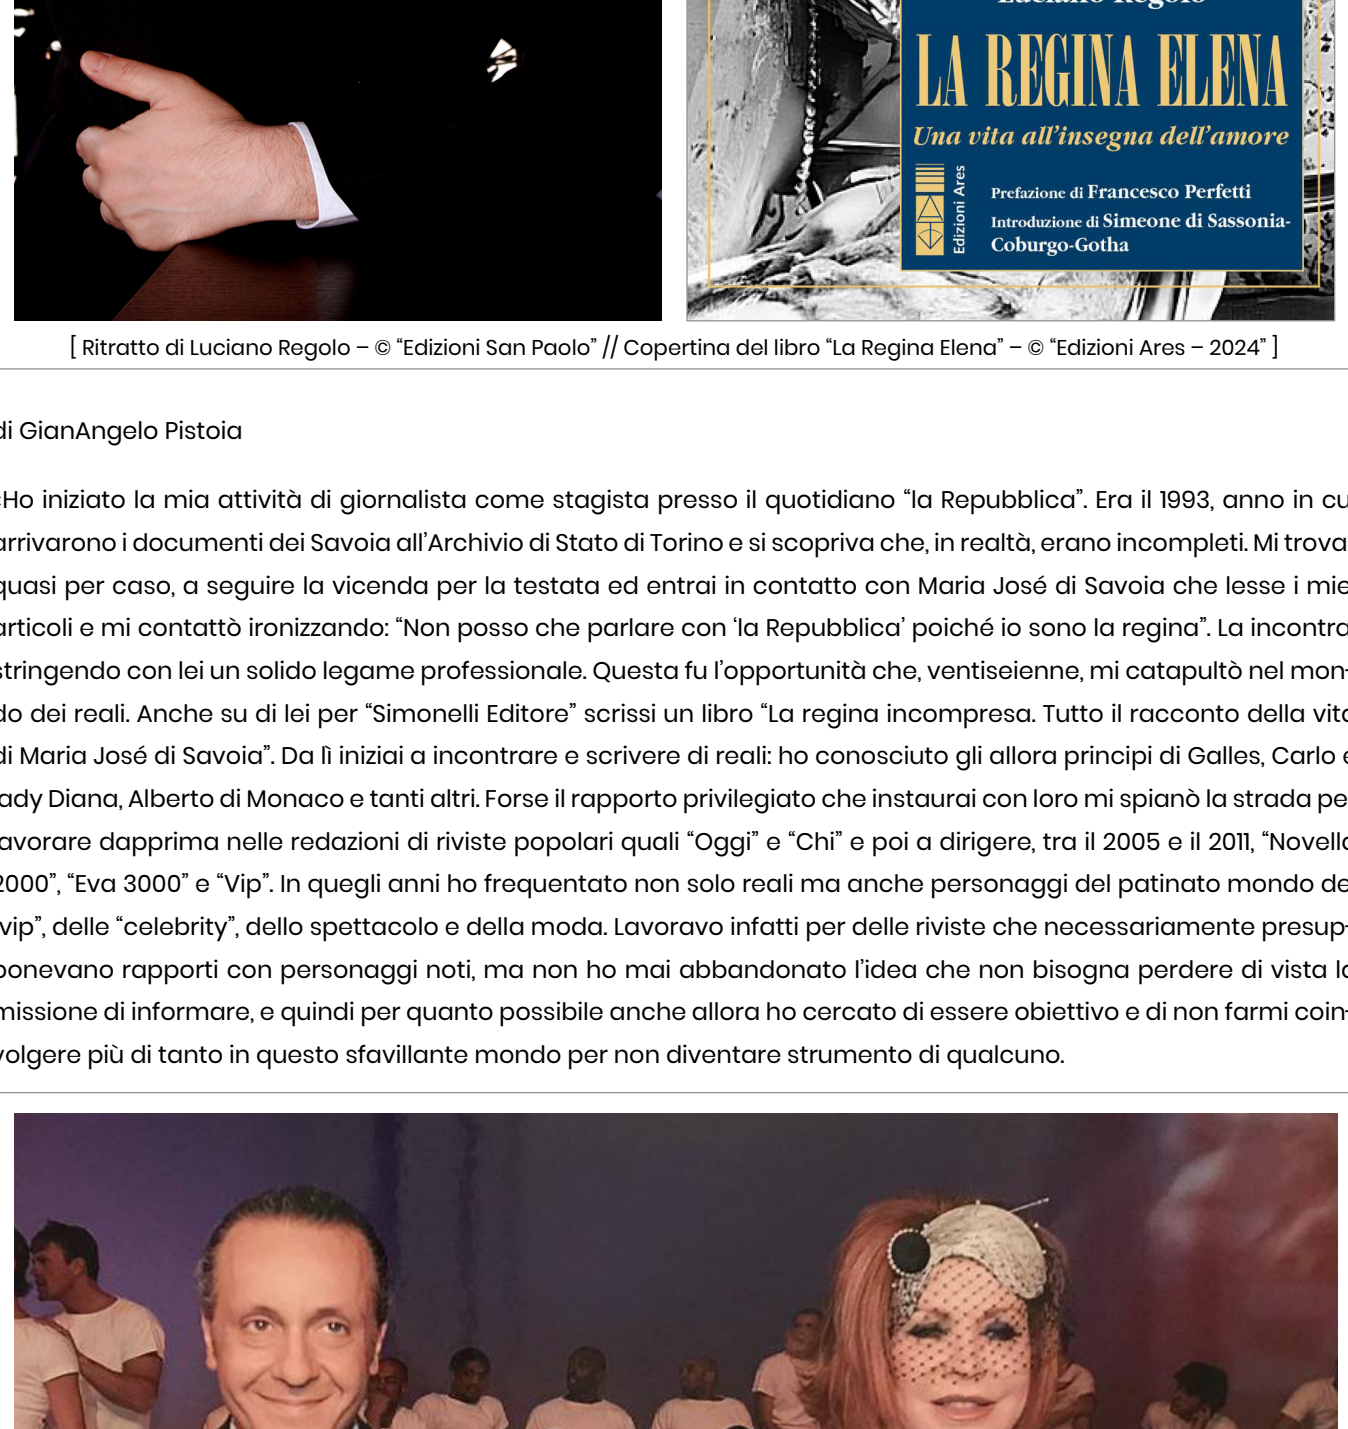 LA REGINA ELENA
Una vita all'insegna dell'amore
Edizioni Ares
Prefazione di Francesco Perfetti
Introduzione di Simeone di Sassonia-
Coburgo-Gotha
[ Ritratto di Luciano Regolo – © “Edizioni San Paolo” // Copertina del libro “La Regina Elena” – © “Edizioni Ares – 2024” ]
di GianAngelo Pistoia
«Ho iniziato la mia attività di giornalista come stagista presso il quotidiano “la Repubblica”. Era il 1993, anno in cu
arrivarono i documenti dei Savoia all’Archivio di Stato di Torino e si scopriva che, in realtà, erano incompleti. Mi trova
quasi per caso, a seguire la vicenda per la testata ed entrai in contatto con Maria José di Savoia che lesse i mie
articoli e mi contattò ironizzando: “Non posso che parlare con ‘la Repubblica’ poiché io sono la regina”. La incontra
stringendo con lei un solido legame professionale. Questa fu l’opportunità che, ventiseienne, mi catapultò nel mon-
do dei reali. Anche su di lei per “Simonelli Editore” scrissi un libro “La regina incompresa. Tutto il racconto della vita
di Maria José di Savoia”. Da lì iniziai a incontrare e scrivere di reali: ho conosciuto gli allora principi di Galles, Carlo e
lady Diana, Alberto di Monaco e tanti altri. Forse il rapporto privilegiato che instaurai con loro mi spianò la strada pe
lavorare dapprima nelle redazioni di riviste popolari quali “Oggi” e “Chi” e poi a dirigere, tra il 2005 e il 2011, “Novella
2000”, “Eva 3000” e “Vip”. In quegli anni ho frequentato non solo reali ma anche personaggi del patinato mondo de
“vip”, delle “celebrity”, dello spettacolo e della moda. Lavoravo infatti per delle riviste che necessariamente presup-
ponevano rapporti con personaggi noti, ma non ho mai abbandonato l’idea che non bisogna perdere di vista la
missione di informare, e quindi per quanto possibile anche allora ho cercato di essere obiettivo e di non farmi coin-
volgere più di tanto in questo sfavillante mondo per non diventare strumento di qualcuno.